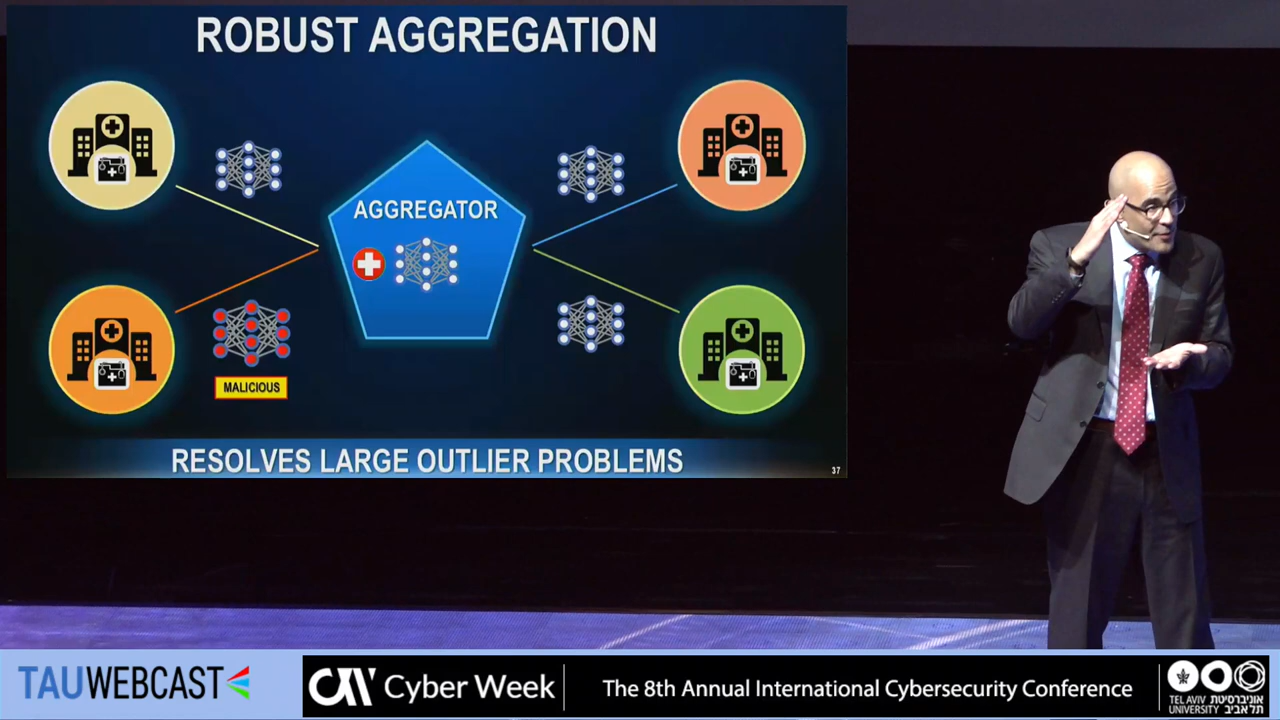 ROBUST AGGREGATION
AGGREGATOR
MALICIOUS
RESOLVES LARGE OUTLIER PROBLEMS
37
TAUWEBCAST
Cyber Week
The 8th Annual International Cybersecurity Conference
TEL AVIV אוניברסיטת
UNIVERSITY תל אביב